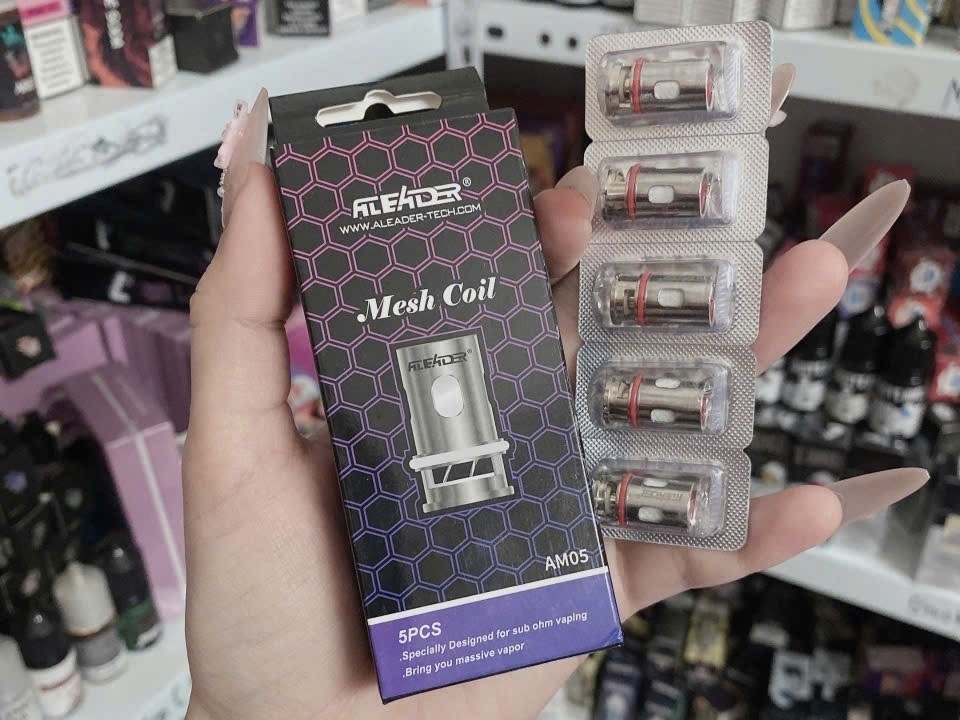 ALEADER®
WWW.ALEADER-TECH.COM
Mesh Coil
ALEADER
AM05
5PCS
.Specially Designed for sub ohm vaping
.Bring you massive vapor